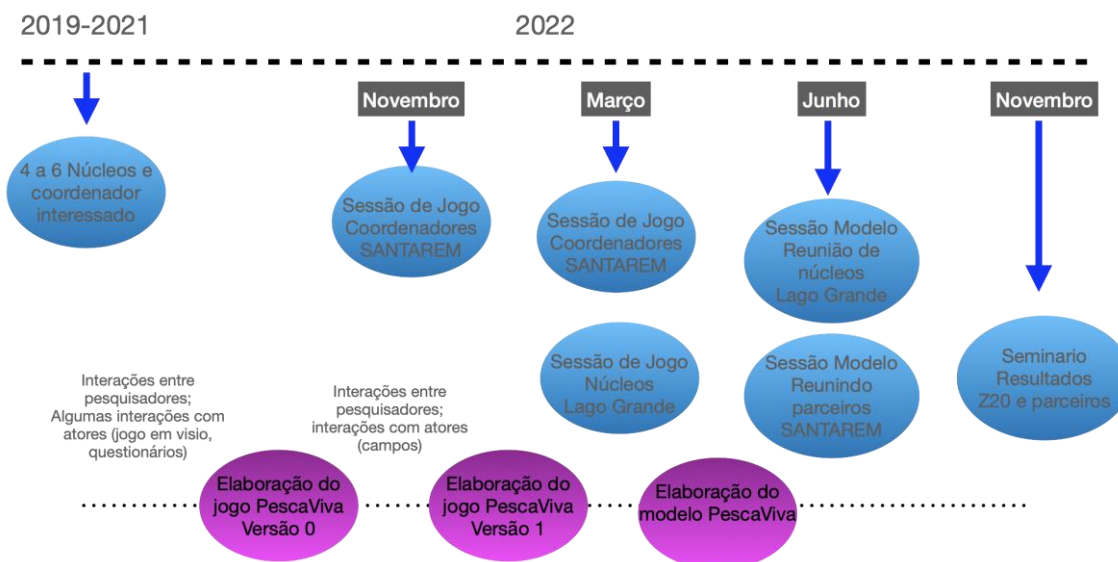 2019-2021
2022
Novembro
Março
Junho
Novembro
4 a 6 Núcleos e
coordenador
interessado
Sessão de Jogo
Coordenadores
SANTAREM
Sessão de Jogo
Coordenadores
SANTAREM
Sessão Modelo
Reunião de
núcleos
Lago Grande
Sessão de Jogo
Núcleos
Lago Grande
Sessão Modelo
Reunindo
parceiros
SANTAREM
Seminario
Resultados
Z20 e parceiros
Interações entre
pesquisadores;
Algumas interações com
atores (jogo em visio,
questionários)
Interações entre
pesquisadores;
interações com atores
(campos)
Elaboração do
jogo PescaViva
Versão 0
Elaboração do
jogo PescaViva
Versão 1
Elaboração do
modelo PescaViva